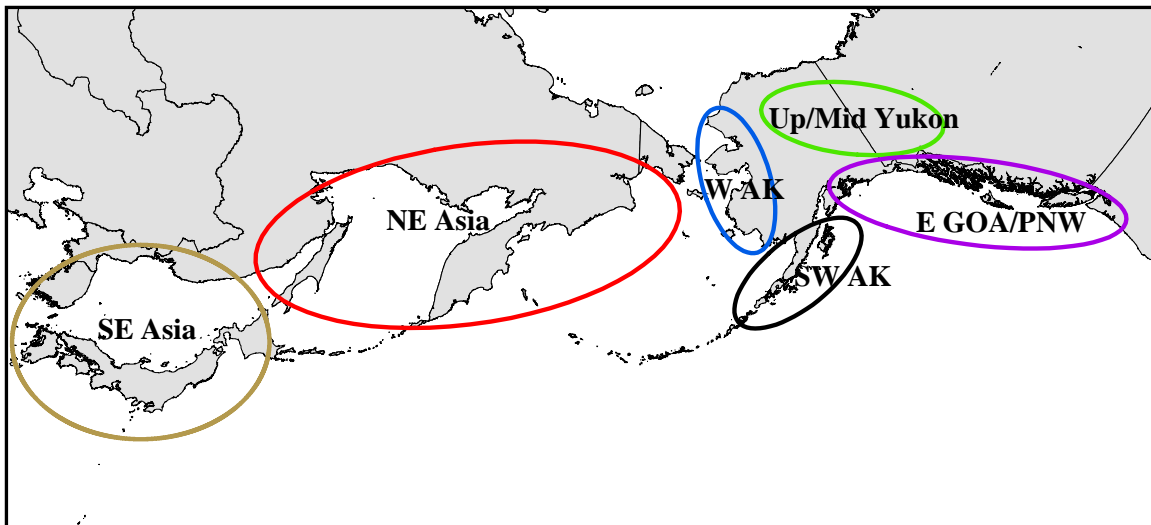 Up/Mid Yukon
W AK
NE Asia
E GOA/PNW
SW AK
SE Asia